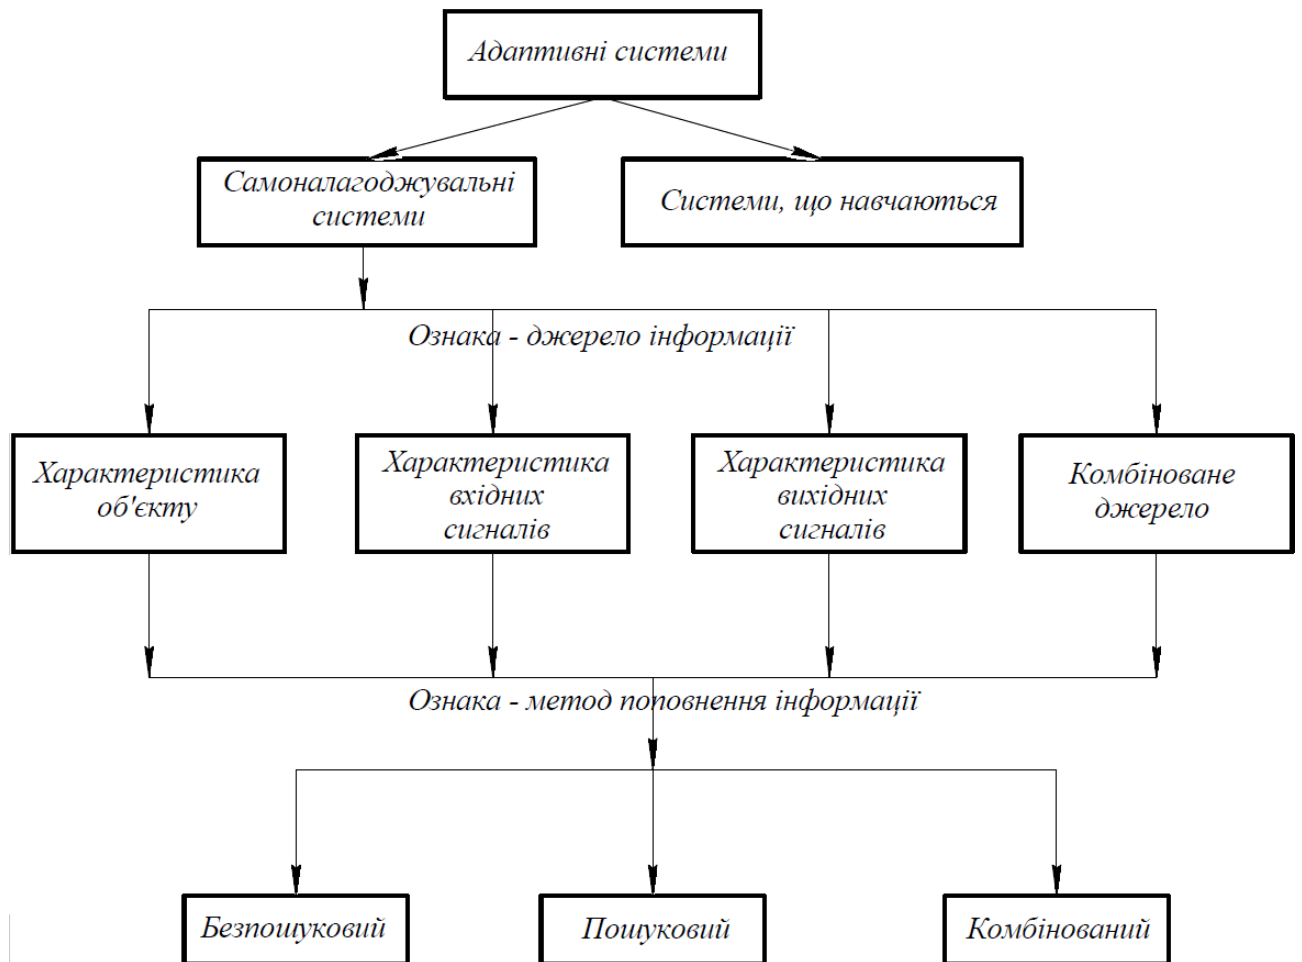 Адаптивні системи
Самоналагоджувальні
системи
Системи, що навчаються
Ознака - джерело інформації
Характеристика
об'єкту
Характеристика
вхідних
сигналів
Характеристика
вихідних
сигналів
Комбіноване
джерело
Ознака - метод поповнення інформації
Безпошуковий
Пошуковий
Комбінований